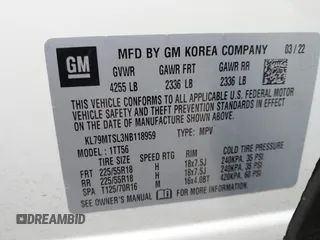 GM
MFD BY GM KOREA COMPANY 03 / 22
GVWR GAWR FRT GAWR RR
4255 LB 2336 LB 2336 LB
THIS VEHICLE CONFORMS TO ALL APPLICABLE U.S. FEDERAL MOTOR
VEHICLE SAFETY AND THEFT PREVENTION STANDARDS IN EFFECT ON
THE DATE OF MANUFACTURE SHOWN ABOVE.
KL79MTSL3NB118959 TYPE: MPV
MODEL: 1TT56
TIRE SIZE SPEED RIM COLD TIRE PRESSURE
FRT 225/55R18 H 18x7.5J 240KPA, 35 PSI
RR 225/55R18 H 18x7.5J 240KPA, 35 PSI
SPA T125/70R16 M 16x4.0BT 420KPA, 60 PSI
SEE OWNER'S MANUAL FOR
DRIFTBID